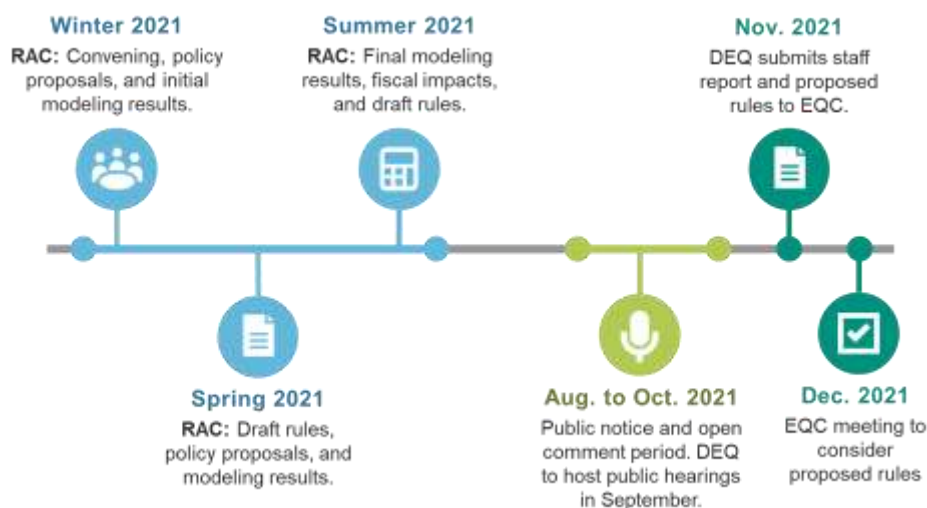 Winter 2021
RAC: Convening, policy
proposals, and initial
modeling results.
Summer 2021
RAC: Final modeling
results, fiscal impacts,
and draft rules.
Nov. 2021
DEQ submits staff
report and proposed
rules to EQC.
Spring 2021
RAC: Draft rules,
policy proposals, and
modeling results.
Aug. to Oct. 2021
Public notice and open
comment period. DEQ
to host public hearings
in September.
Dec. 2021
EQC meeting to
consider
proposed rules